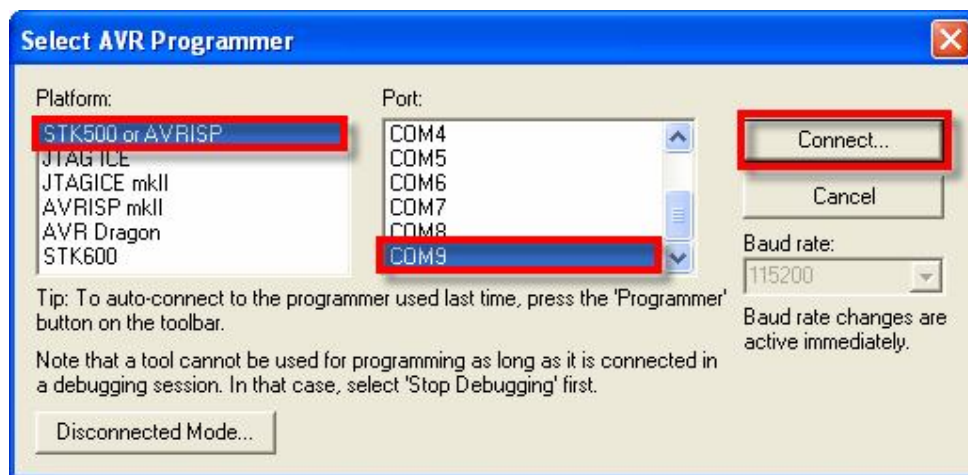 Select AVR Programmer
Platform:
STK500 or AVRISP
JTAG ICE
JTAGICE mkII
AVRISP mkII
AVR Dragon
STK600
Port:
COM4
COM5
COM6
COM7
COM8
COM9
Connect...
Cancel
Baud rate:
115200
Baud rate changes are
active immediately.
Tip: To auto-connect to the programmer used last time, press the 'Programmer'
button on the toolbar.
Note that a tool cannot be used for programming as long as it is connected in
a debugging session. In that case, select 'Stop Debugging' first.
Disconnected Mode...